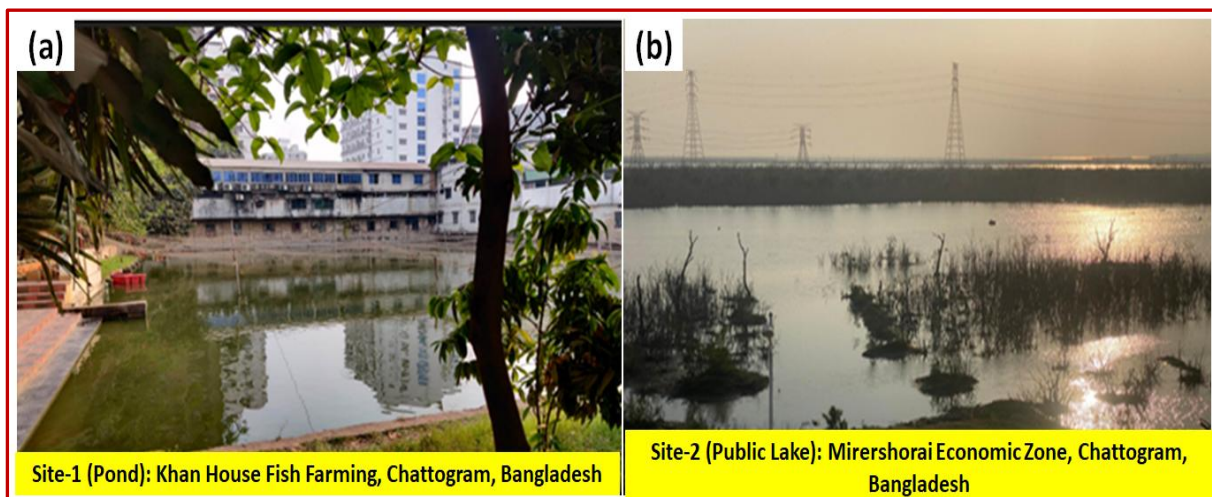 (a)
Site-1 (Pond): Khan House Fish Farming, Chattogram, Bangladesh
(b)
Site-2 (Public Lake): Mirershorai Economic Zone, Chattogram,
Bangladesh